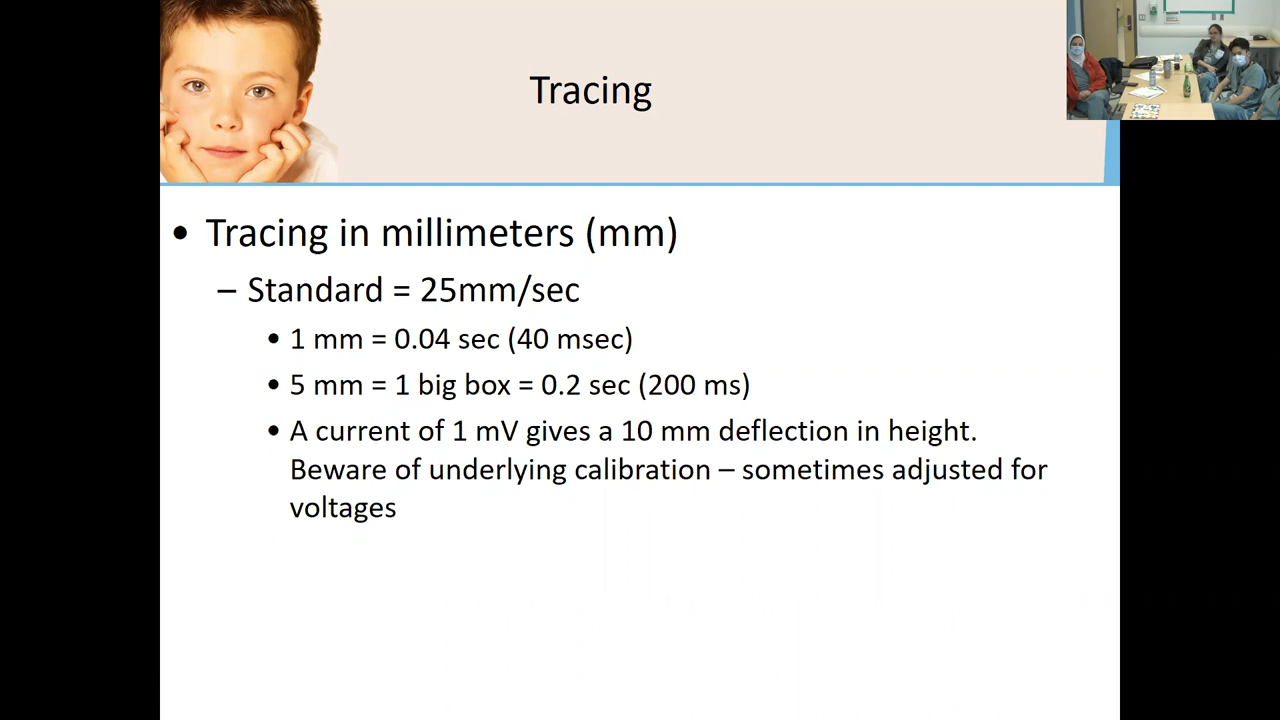 Tracing
• Tracing in millimeters (mm)
– Standard = 25mm/sec
• 1 mm = 0.04 sec (40 msec)
• 5 mm = 1 big box = 0.2 sec (200 ms)
• A current of 1 mV gives a 10 mm deflection in height.
Beware of underlying calibration – sometimes adjusted for
voltages